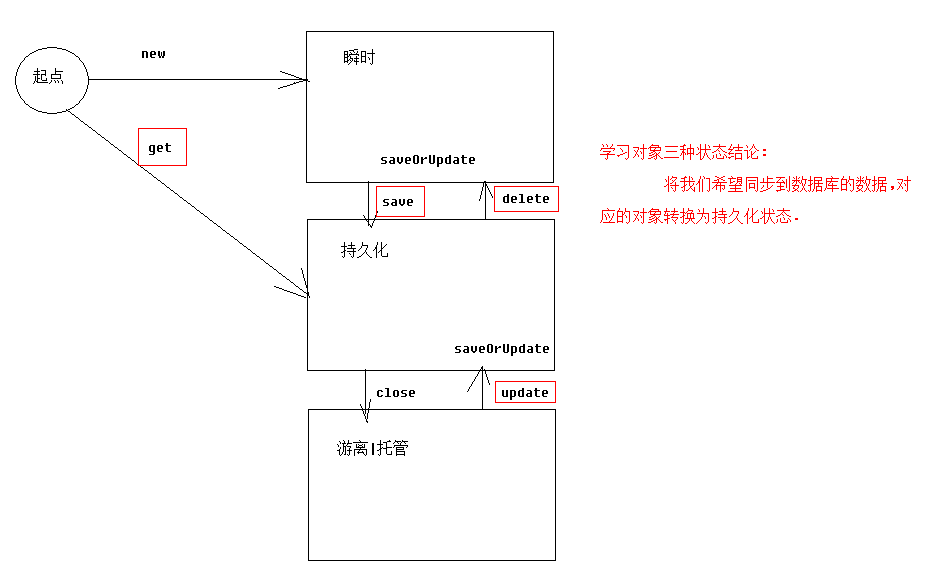 new
瞬时
起点
get
saveOrUpdate
学习对象三种状态结论:
将我们希望同步到数据库的数据,对
应的对象转换为持久化状态.
save
delete
持久化
saveOrUpdate
close
update
游离|托管